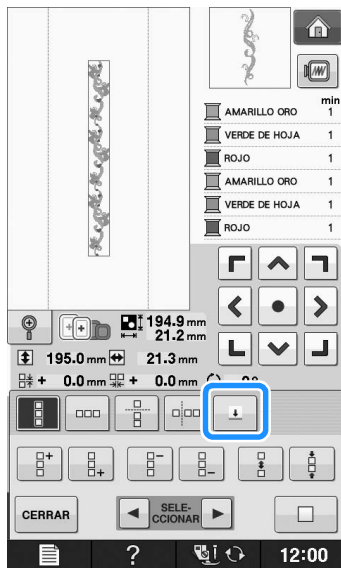 min
AMARILLO ORO 1
VERDE DE HOJA 1
ROJO 1
AMARILLO ORO 1
VERDE DE HOJA 1
ROJO 1
194.9 mm
21.2 mm
195.0 mm 21.3 mm
+ 0.0 mm + 0.0 mm
CERRAR
SELE-
CCIONAR
? 12:00